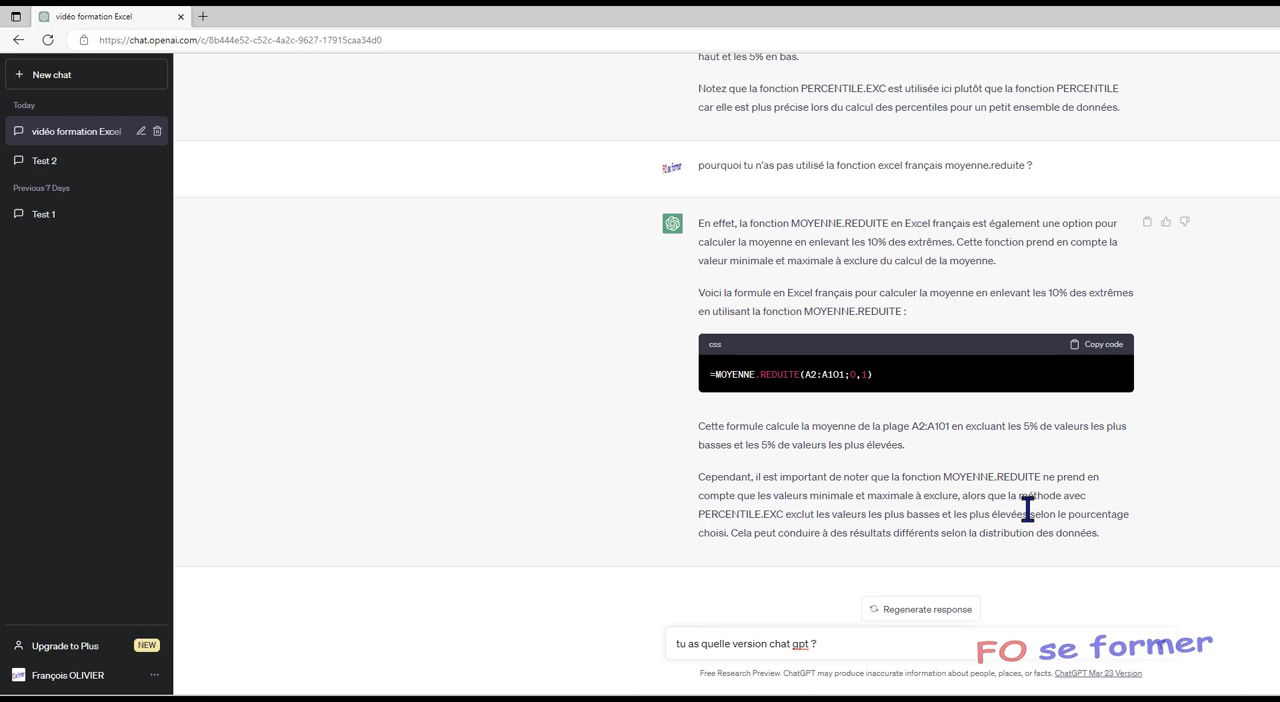 vidéo formation Excel
https://chat.openai.com/c/8b444e52-c52c-4a2c-9627-17915caa34d0
New chat
Today
vidéo formation Excel
Test 2
Previous 7 Days
Test 1
haut et les 5% en bas.
Notez que la fonction PERCENTILE.EXC est utilisée ici plutôt que la fonction PERCENTILE
car elle est plus précise lors du calcul des percentiles pour un petit ensemble de données.
pourquoi tu n'as pas utilisé la fonction excel français moyenne.reduite ?
En effet, la fonction MOYENNE.REDUITE en Excel français est également une option pour
calculer la moyenne en enlevant les 10% des extrêmes. Cette fonction prend en compte la
valeur minimale et maximale à exclure du calcul de la moyenne.
Voici la formule en Excel français pour calculer la moyenne en enlevant les 10% des extrêmes
en utilisant la fonction MOYENNE.REDUITE :
css
Copy code
=MOYENNE.REDUITE(A2:A101;0,1)
Cette formule calcule la moyenne de la plage A2:A101 en excluant les 5% de valeurs les plus
basses et les 5% de valeurs les plus élevées.
Cependant, il est important de noter que la fonction MOYENNE.REDUITE ne prend en
compte que les valeurs minimale et maximale à exclure, alors que la méthode avec
PERCENTILE.EXC exclut les valeurs les plus basses et les plus élevées selon le pourcentage
choisi. Cela peut conduire à des résultats différents selon la distribution des données.
Regenerate response
tu as quelle version chat gpt ?
FO se former
Upgrade to Plus
NEW
François OLIVIER
Free Research Preview. ChatGPT may produce inaccurate information about people, places, or facts. ChatGPT Mar 23 Version